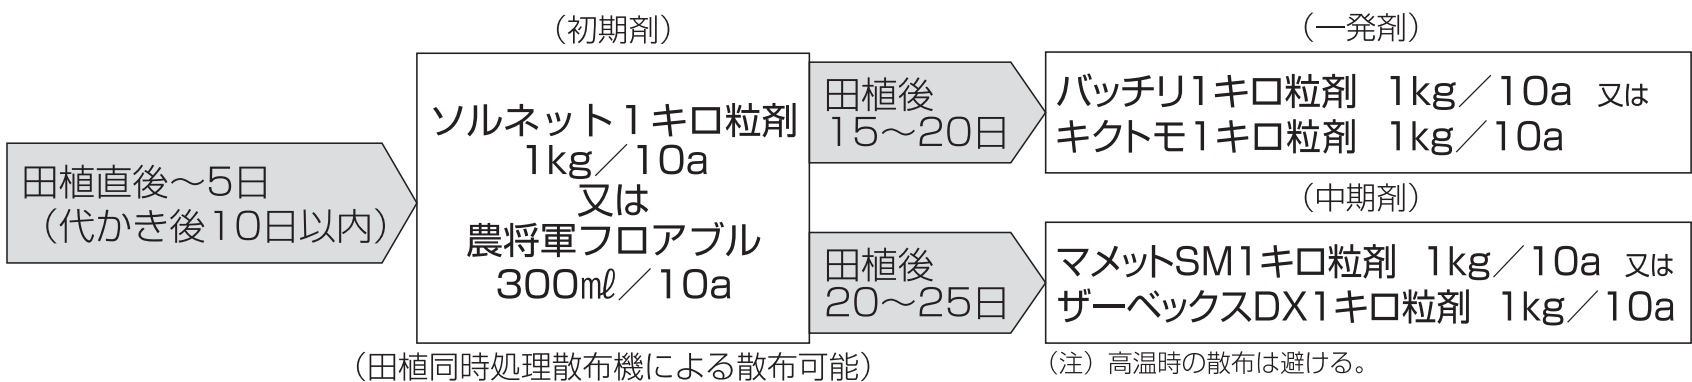 田植直後～5日
（代かき後10日以内）
（初期剤）
ソルネット１キロ粒剤
1kg／10a
又は
農将軍フロアブル
300㎖／10a
（田植同時処理散布機による散布可能）
田植後
15～20日
（一発剤）
バッチリ1キロ粒剤 1kg／10a 又は
キクトモ1キロ粒剤 1kg／10a
田植後
20～25日
（中期剤）
マメットSM1キロ粒剤 1kg／10a 又は
ザーベックスDX1キロ粒剤 1kg／10a
（注）高温時の散布は避ける。